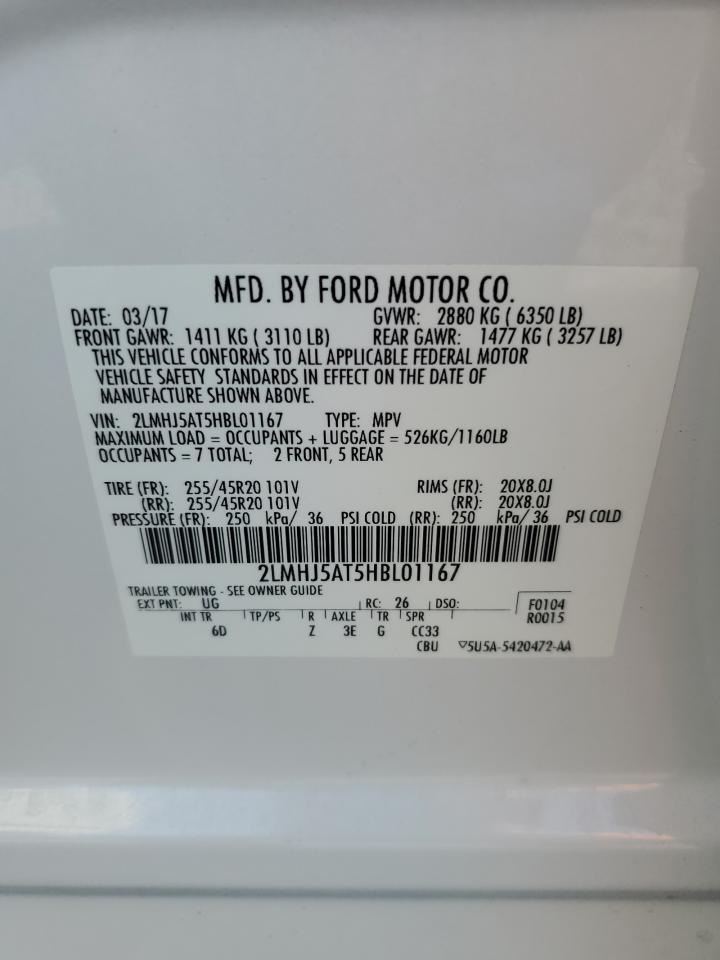 MFD. BY FORD MOTOR CO.
DATE: 03/17 GVWR: 2880 KG ( 6350 LB)
FRONT GAWR: 1411 KG ( 3110 LB) REAR GAWR: 1477 KG ( 3257 LB)
THIS VEHICLE CONFORMS TO ALL APPLICABLE FEDERAL MOTOR
VEHICLE SAFETY STANDARDS IN EFFECT ON THE DATE OF
MANUFACTURE SHOWN ABOVE.
VIN: 2LMHJ5AT5HBL01167 TYPE: MPV
MAXIMUM LOAD = OCCUPANTS + LUGGAGE = 526KG/1160LB
OCCUPANTS = 7 TOTAL; 2 FRONT, 5 REAR
TIRE (FR): 255/45R20 101V RIMS (FR): 20X8.0J
(RR): 255/45R20 101V (RR): 20X8.0J
PRESSURE (FR): 250 kPa/ 36 PSI COLD (RR): 250 kPa/ 36 PSI COLD
2LMHJ5AT5HBL01167
TRAILER TOWING - SEE OWNER GUIDE
EXT PNT: UG RC: 26 DSO: F0104
INT TR TP/PS R AXLE TR SPR R0015
6D Z 3E G CC33
CBU ▽5U5A-5420472-AA